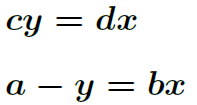 cy = dx
a − y = bx